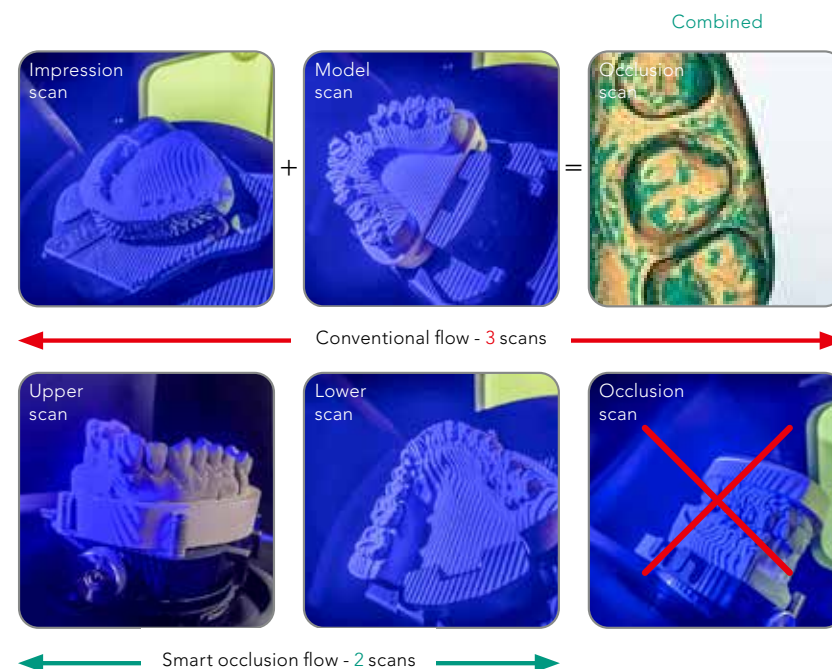 Combined
Impression
scan
+
Model
scan
=
Occlusion
scan
Conventional flow - 3 scans
Upper
scan
Lower
scan
Occlusion
scan
Smart occlusion flow - 2 scans